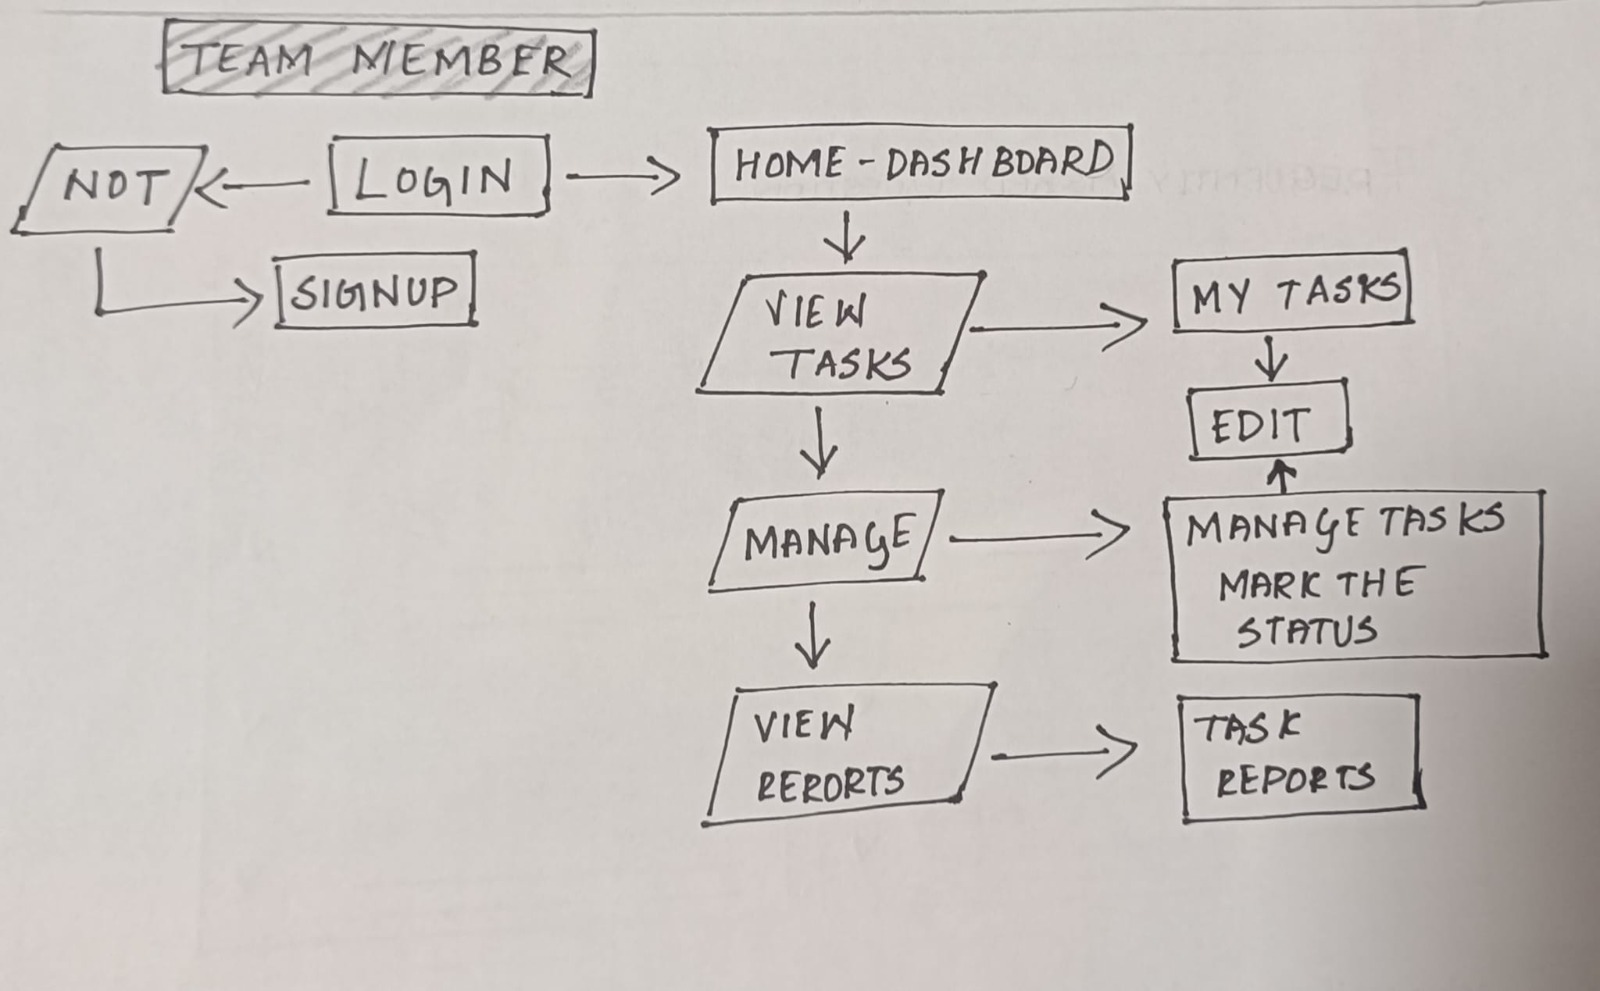 TEAM MEMBER
NOT
LOGIN
HOME - DASHBOARD
SIGNUP
VIEW
TASKS
MY TASKS
EDIT
MANAGE
MANAGE TASKS
MARK THE
STATUS
VIEW
RERORTS
TASK
REPORTS